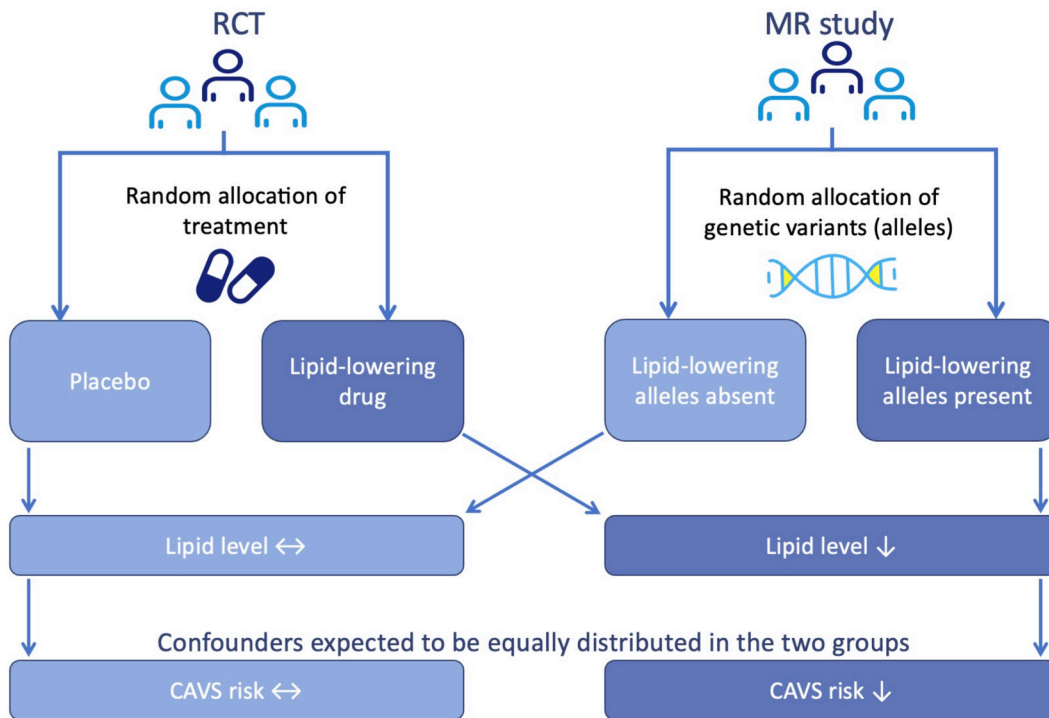 RCT
MR study
Random allocation of
treatment
Random allocation of
genetic variants (alleles)
Placebo
Lipid-lowering
drug
Lipid-lowering
alleles absent
Lipid-lowering
alleles present
Lipid level ↔
Lipid level ↓
Confounders expected to be equally distributed in the two groups
CAVS risk ↔
CAVS risk ↓